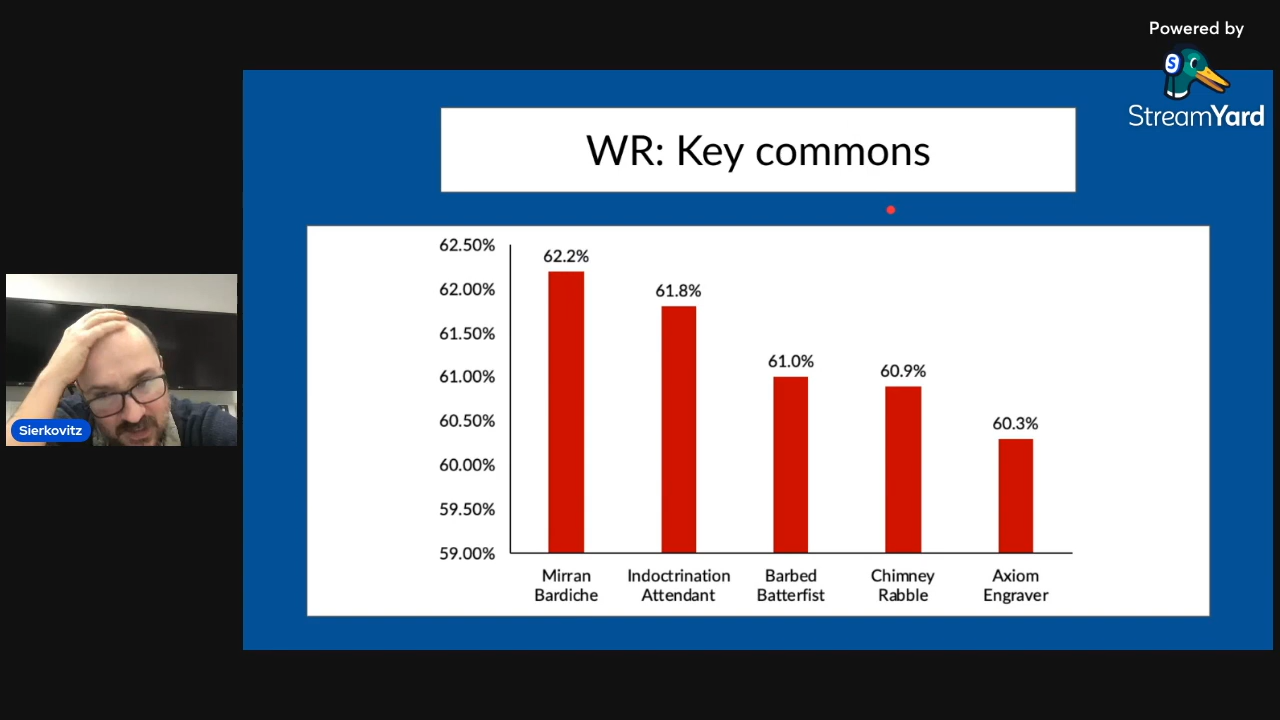 Powered by
S
StreamYard
WR: Key commons
62.50%
62.00%
61.50%
61.00%
60.50%
60.00%
59.50%
59.00%
62.2%
61.8%
61.0%
60.9%
60.3%
Mirran
Bardiche
Indoctrination
Attendant
Barbed
Batterfist
Chimney
Rabble
Axiom
Engraver
Sierkovitz